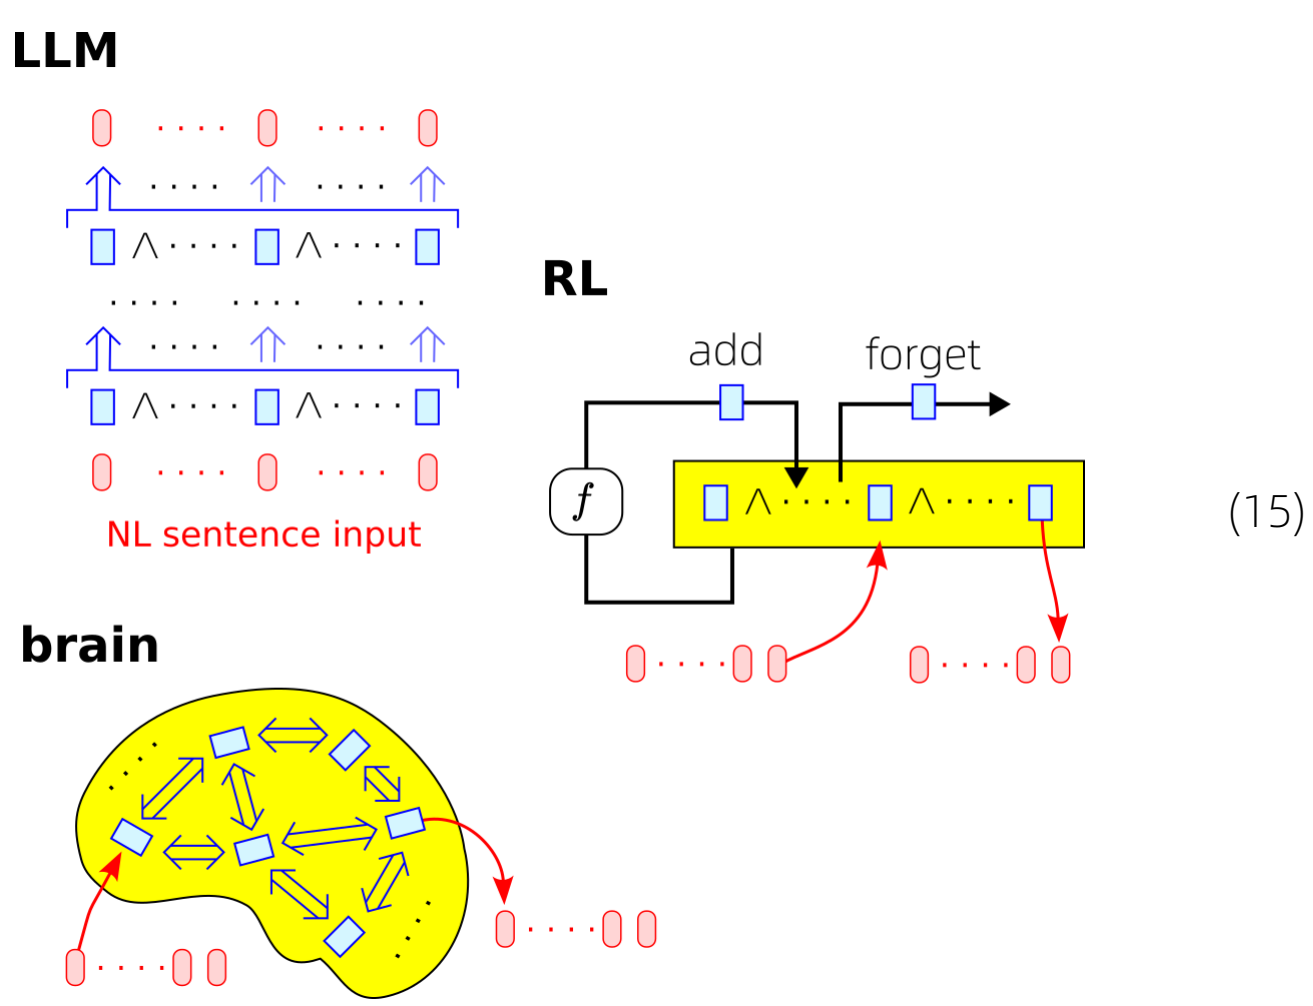 LLM
∧ ∧
∧ ∧
NL sentence input
RL
add forget
f
∧ ∧
(15)
brain